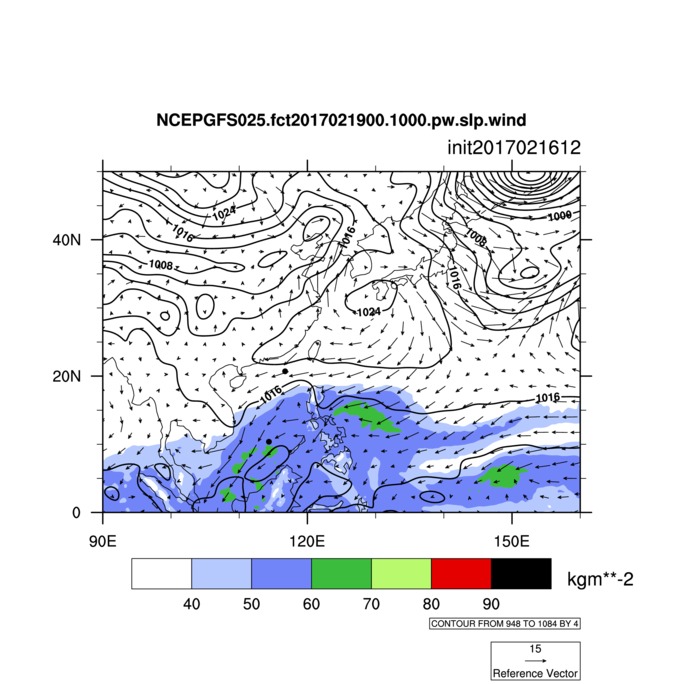 NCEPGFS025.fct2017021900.1000.pw.slp.wind
init2017021612
1024
1016
1016
1000
1008
1008
1016
1024
1016
1016
40N
20N
0
90E 120E 150E
40 50 60 70 80 90
kgm**-2
CONTOUR FROM 948 TO 1084 BY 4
15
Reference Vector